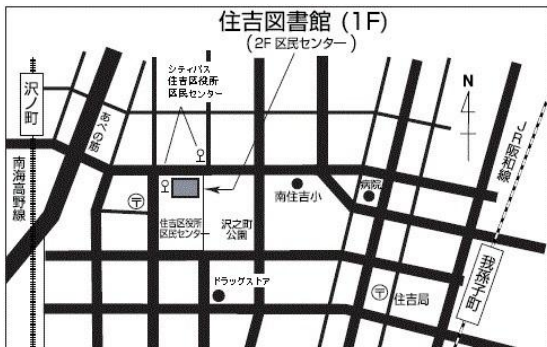 住吉図書館 (1F)
(2F 区民センター)
シティバス
住吉区役所
区民センター
沢ノ町
あべの筋
N
JR阪和線
南海高野線
病院
南住吉小
〒
住吉区役所
区民センター
沢之町
公園
我孫子町
ドラッグストア
〒
住吉局